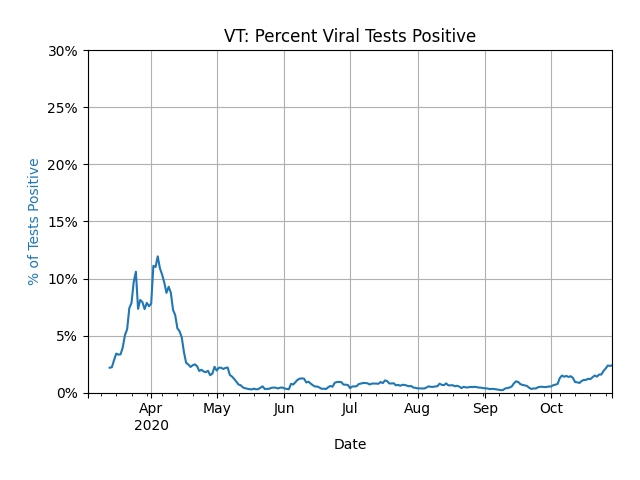 VT: Percent Viral Tests Positive
30%
25%
20%
15%
10%
5%
0%
% of Tests Positive
Apr May Jun Jul Aug Sep Oct
2020
Date